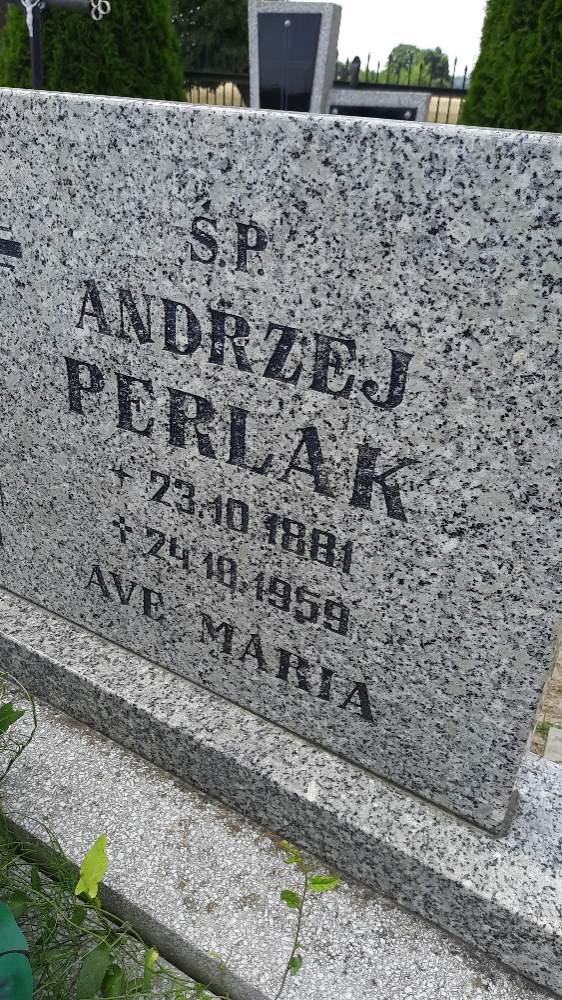 Ś.P.
ANDRZEJ
PERLAK
* 23.10 1881
+ 24.10.1959
AVE MARIA